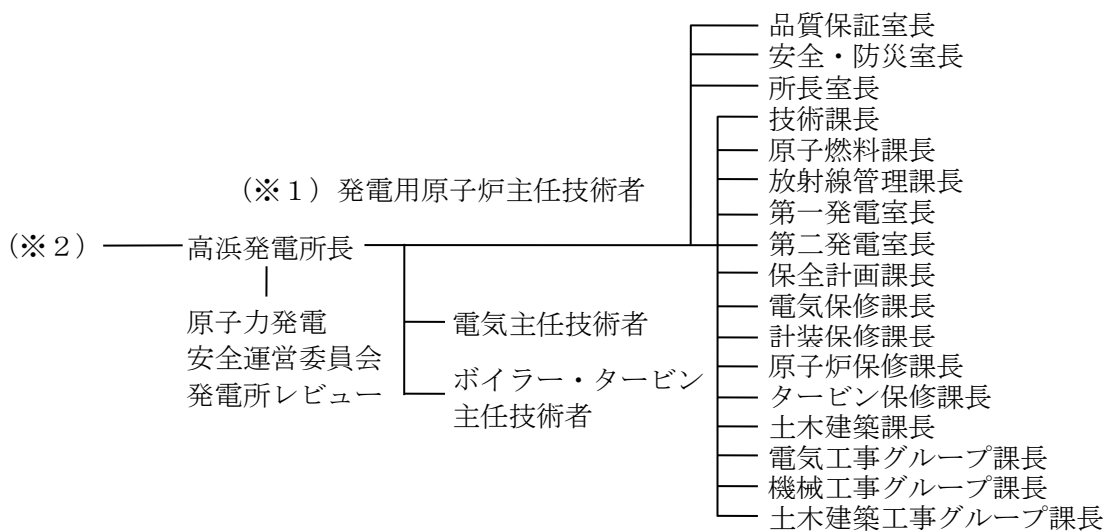 品質保証室長
安全・防災室長
所長室長
技術課長
原子燃料課長
(※1)発電用原子炉主任技術者
放射線管理課長
第一発電室長
(※2)
高浜発電所長
第二発電室長
保全計画課長
原子力発電
安全運営委員会
発電所レビュー
電気主任技術者
ボイラー・タービン
主任技術者
電気保修課長
計装保修課長
原子炉保修課長
タービン保修課長
土木建築課長
電気工事グループ課長
機械工事グループ課長
土木建築工事グループ課長